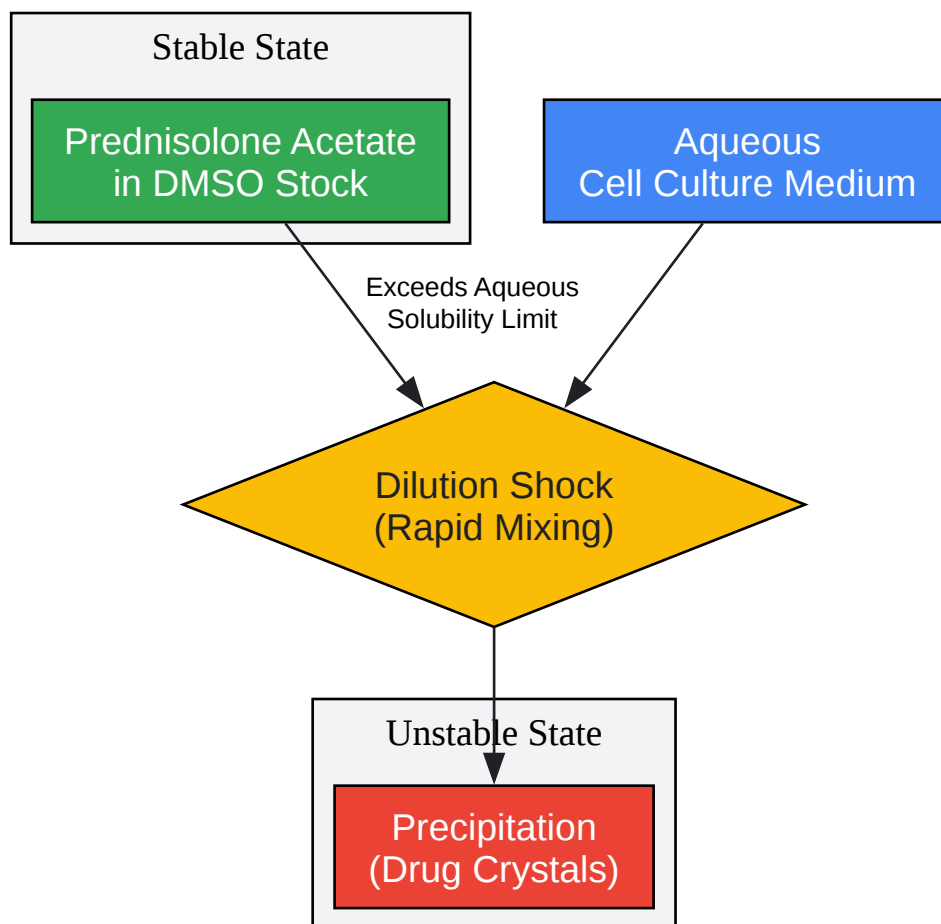 Stable State
Prednisolone Acetate
in DMSO Stock
Aqueous
Cell Culture Medium
Exceeds Aqueous
Solubility Limit
Dilution Shock
(Rapid Mixing)
Unstable State
Precipitation
(Drug Crystals)